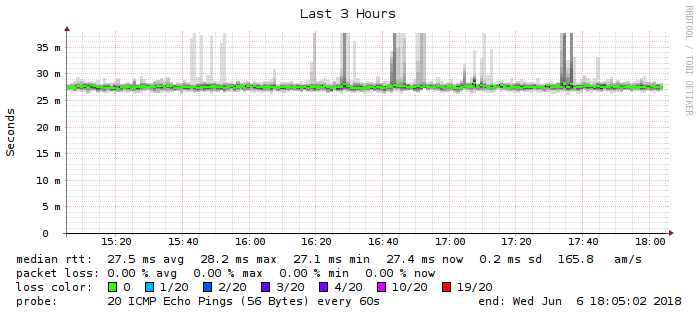 Last 3 Hours
RRDTOOL / TOBI OETIKER
Seconds
35 m
30 m
25 m
20 m
15 m
10 m
5 m
0
15:20 15:40 16:00 16:20 16:40 17:00 17:20 17:40 18:00
median rtt: 27.5 ms avg 28.2 ms max 27.1 ms min 27.4 ms now 0.2 ms sd 165.8 am/s
packet loss: 0.00 % avg 0.00 % max 0.00 % min 0.00 % now
loss color: 0 1/20 2/20 3/20 4/20 10/20 19/20
probe: 20 ICMP Echo Pings (56 Bytes) every 60s end: Wed Jun 6 18:05:02 2018